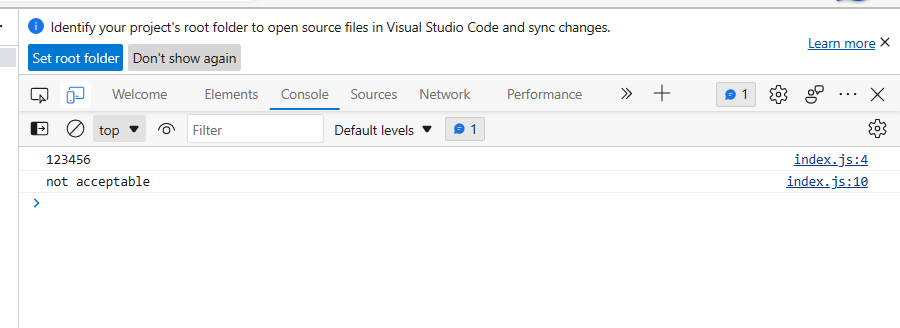 Identify your project's root folder to open source files in Visual Studio Code and sync changes.
Learn more
Set root folder Don't show again
Welcome Elements Console Sources Network Performance 1
top Filter Default levels 1
123456 index.js:4
not acceptable index.js:10